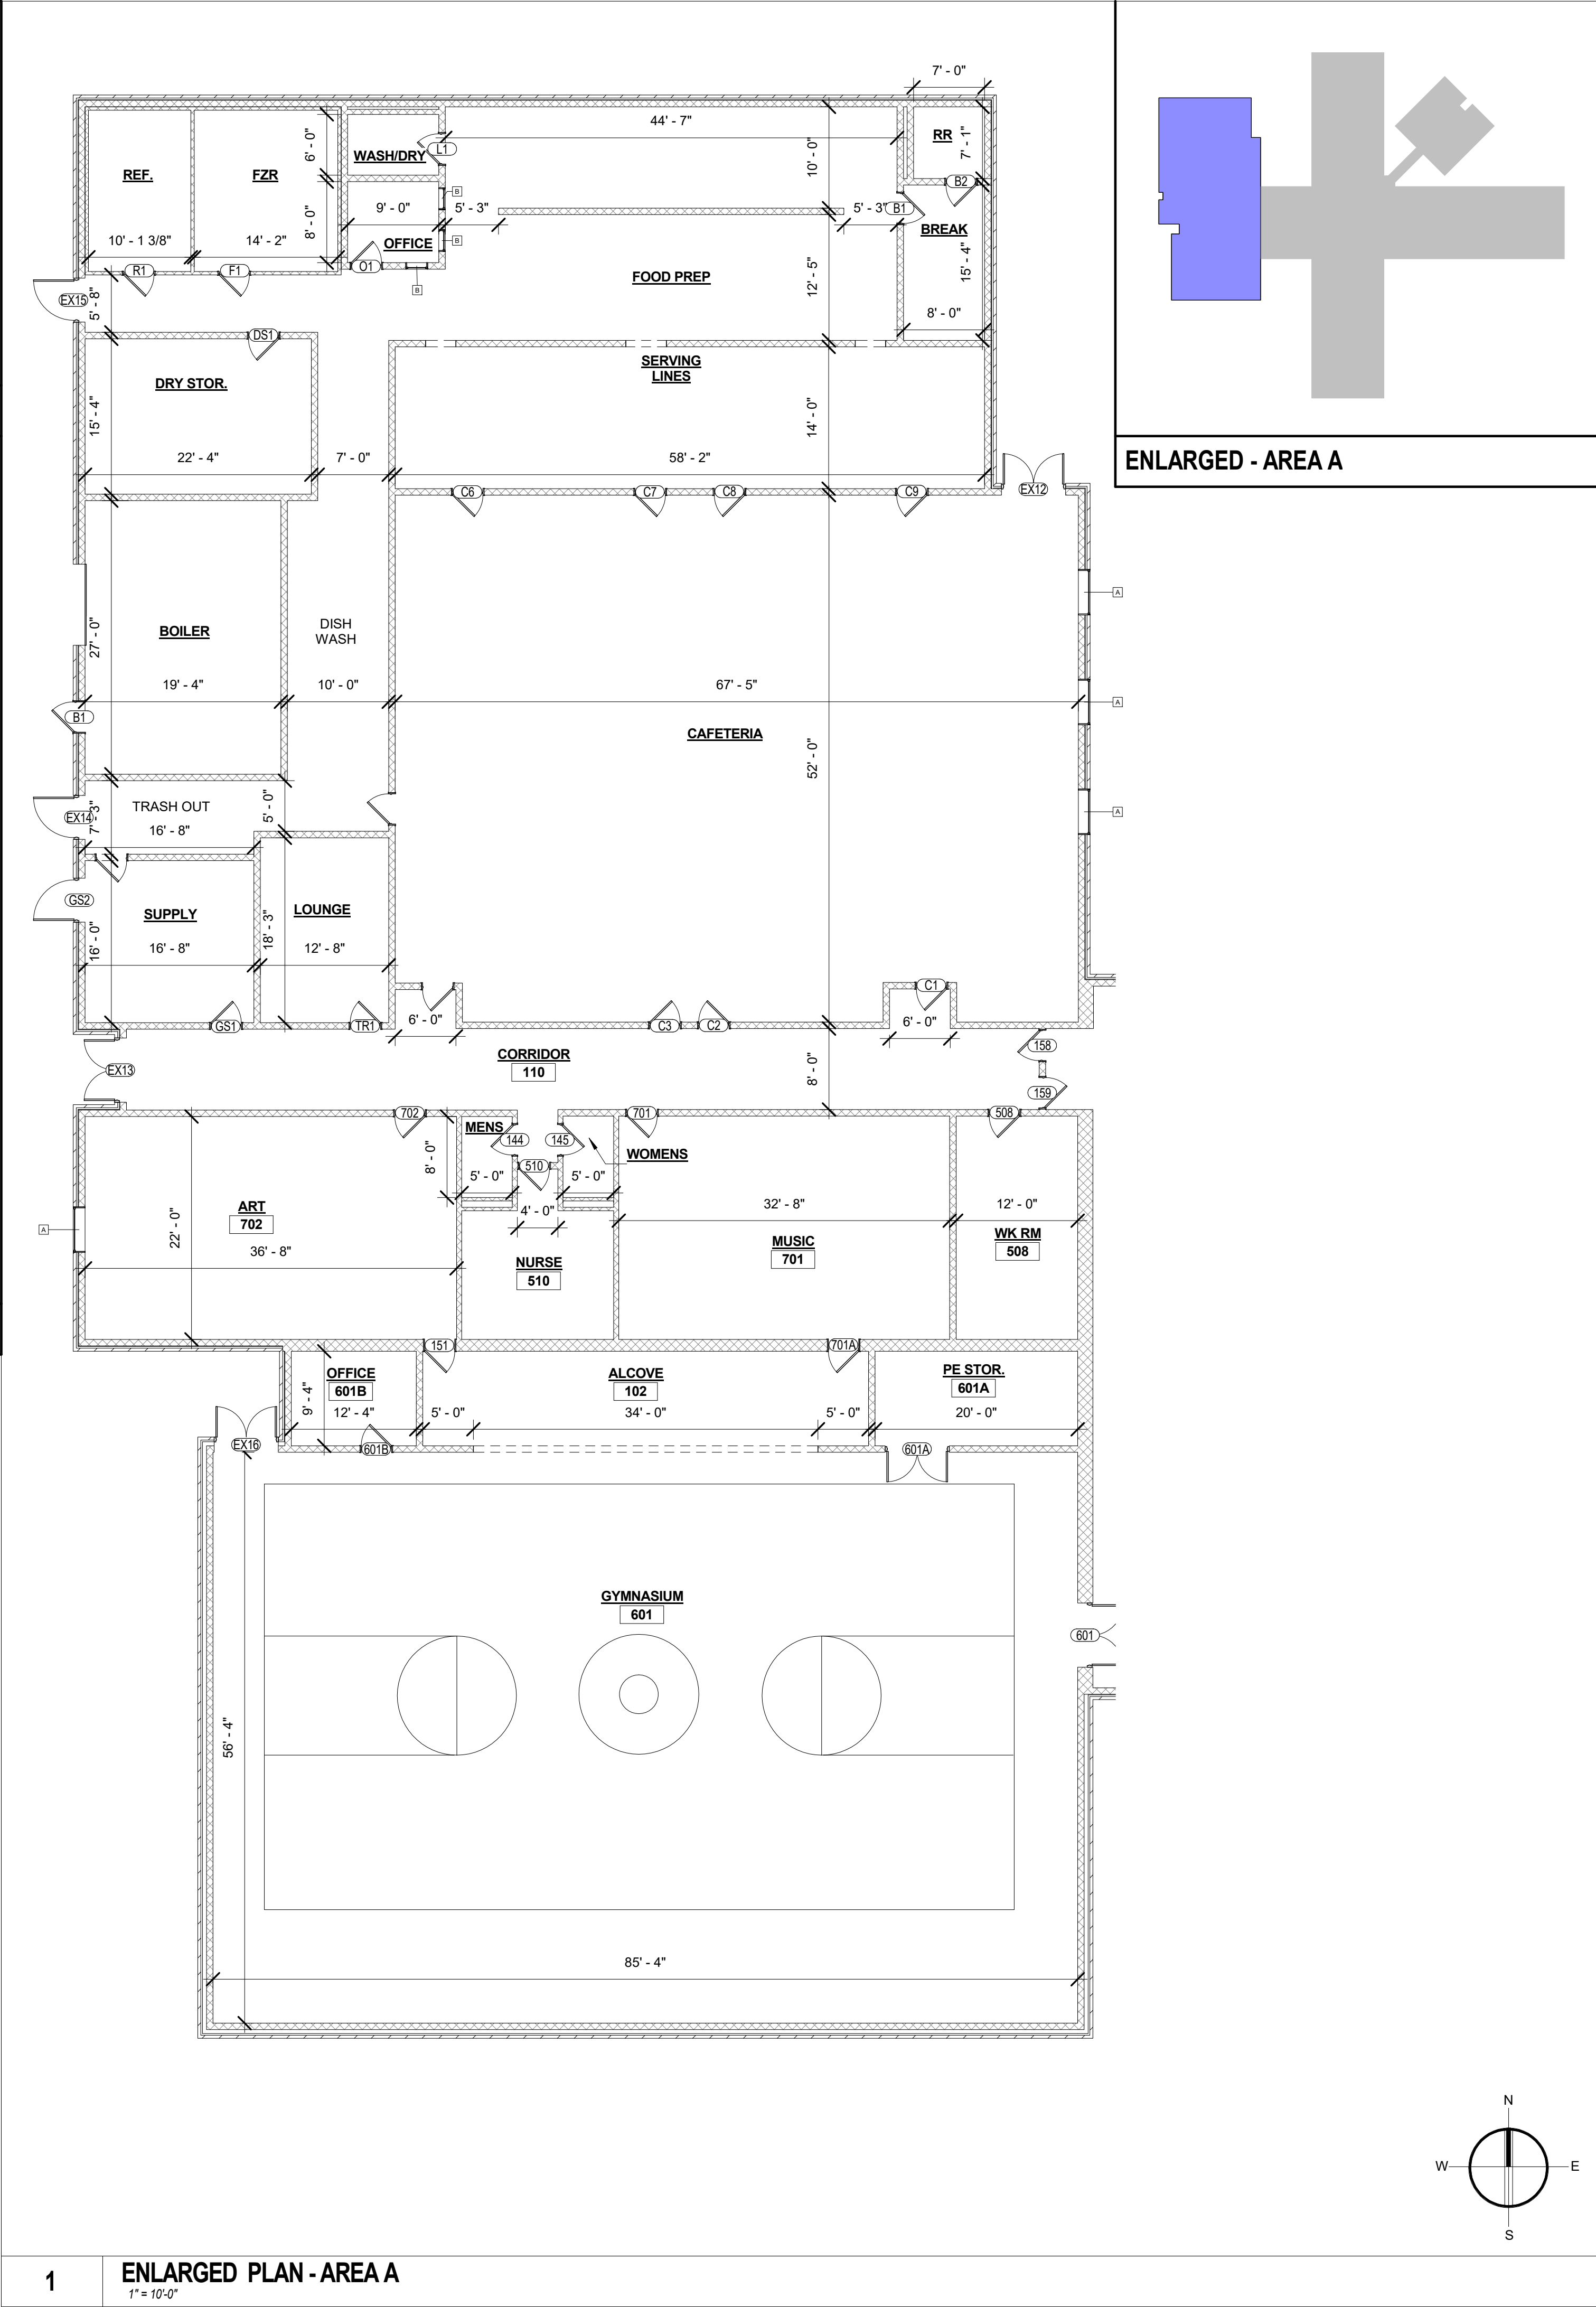 7' - 0"
44' - 7"
RR
7' - 1"
10' - 0"
6' - 0"
WASH/DRY
L1
REF.
FZR
B2
B
9' - 0"
5' - 3"
5' - 3"
B1
8' - 0"
10' - 1 3/8"
14' - 2"
OFFICE
B
BREAK
15' - 4"
R1
F1
O1
B
FOOD PREP
12' - 5"
EX15
5' - 8"
8' - 0"
DS1
SERVING
LINES
DRY STOR.
15' - 4"
14' - 0"
22' - 4"
7' - 0"
58' - 2"
C6
C7
C8
C9
EX12
ENLARGED - AREA A
A
BOILER
DISH
WASH
27' - 0"
19' - 4"
10' - 0"
67' - 5"
A
B1
CAFETERIA
52' - 0"
EX14
7' - 3"
TRASH OUT
16' - 8"
5' - 0"
A
GS2
SUPPLY
LOUNGE
16' - 0"
16' - 8"
18' - 3"
12' - 8"
C1
GS1
TR1
6' - 0"
C3
C2
6' - 0"
158
EX13
CORRIDOR
110
8' - 0"
159
702
MENS
144
145
701
508
8' - 0"
510
WOMENS
5' - 0"
5' - 0"
4' - 0"
A
ART
702
22' - 0"
36' - 8"
32' - 8"
12' - 0"
MUSIC
701
WK RM
508
NURSE
510
151
701A
OFFICE
601B
9' - 4"
12' - 4"
5' - 0"
ALCOVE
102
34' - 0"
5' - 0"
PE STOR.
601A
20' - 0"
EX16
601B
601A
GYMNASIUM
601
601
56' - 4"
85' - 4"
N
W
E
S
1
ENLARGED PLAN - AREA A
1" = 10'-0"